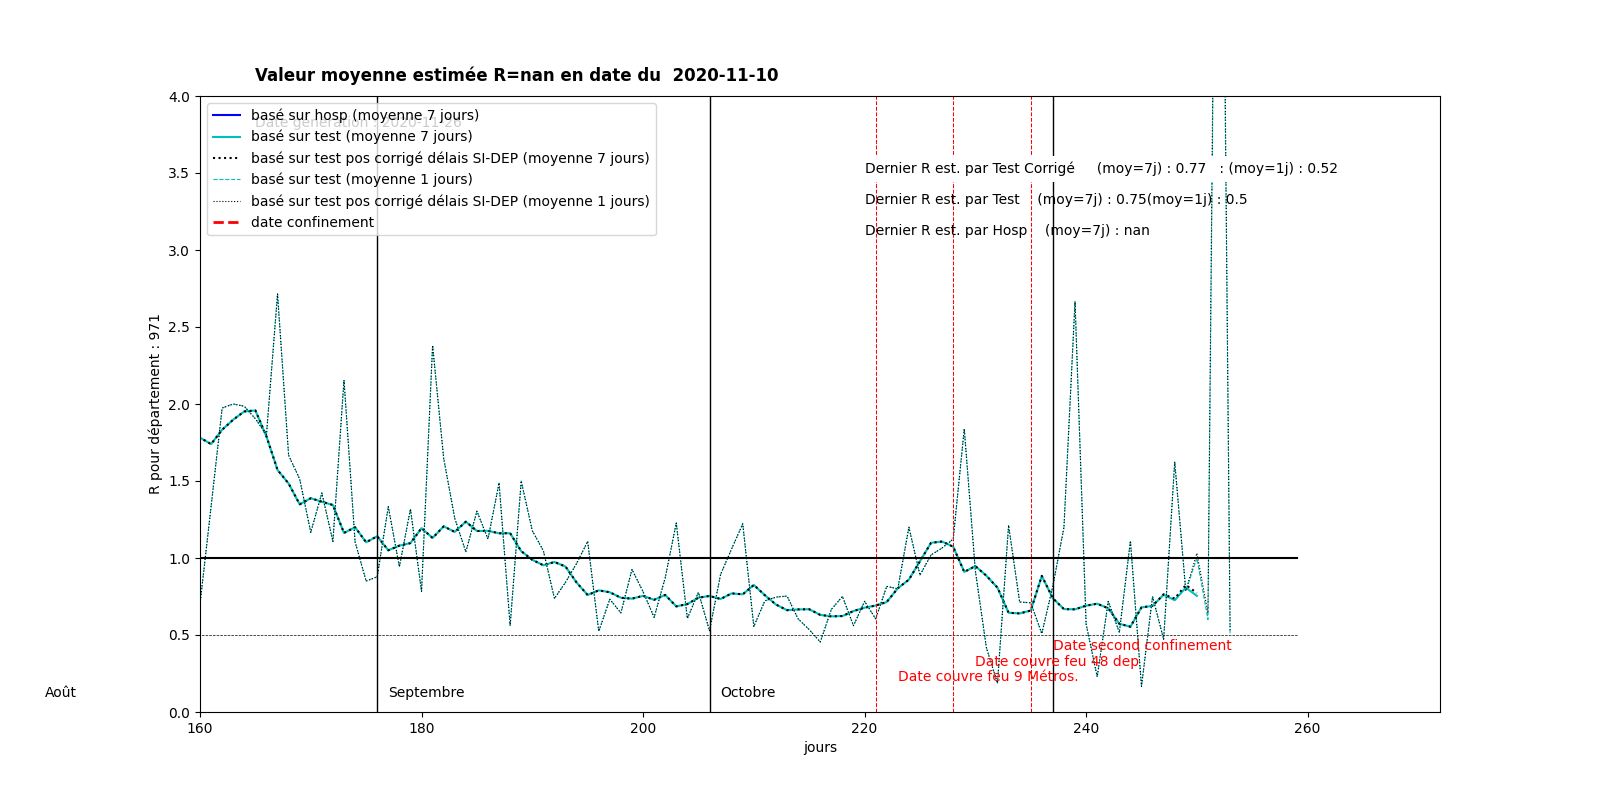 Valeur moyenne estimée R=nan en date du  2020-11-10
Date génération : 2020-11-26
basé sur hosp (moyenne 7 jours)
basé sur test (moyenne 7 jours)
basé sur test pos corrigé délais SI-DEP (moyenne 7 jours)
basé sur test (moyenne 1 jours)
basé sur test pos corrigé délais SI-DEP (moyenne 1 jours)
date confinement
Dernier R est. par Test Corrigé     (moy=7j) : 0.77   : (moy=1j) : 0.52
Dernier R est. par Test    (moy=7j) : 0.75(moy=1j) : 0.5
Dernier R est. par Hosp    (moy=7j) : nan
4.0
3.5
3.0
2.5
2.0
1.5
1.0
0.5
0.0
R pour département : 971
Date second confinement
Date couvre feu 48 dep
Date couvre feu 9 Métros.
Août
Septembre
Octobre
160
180
200
220
240
260
jours